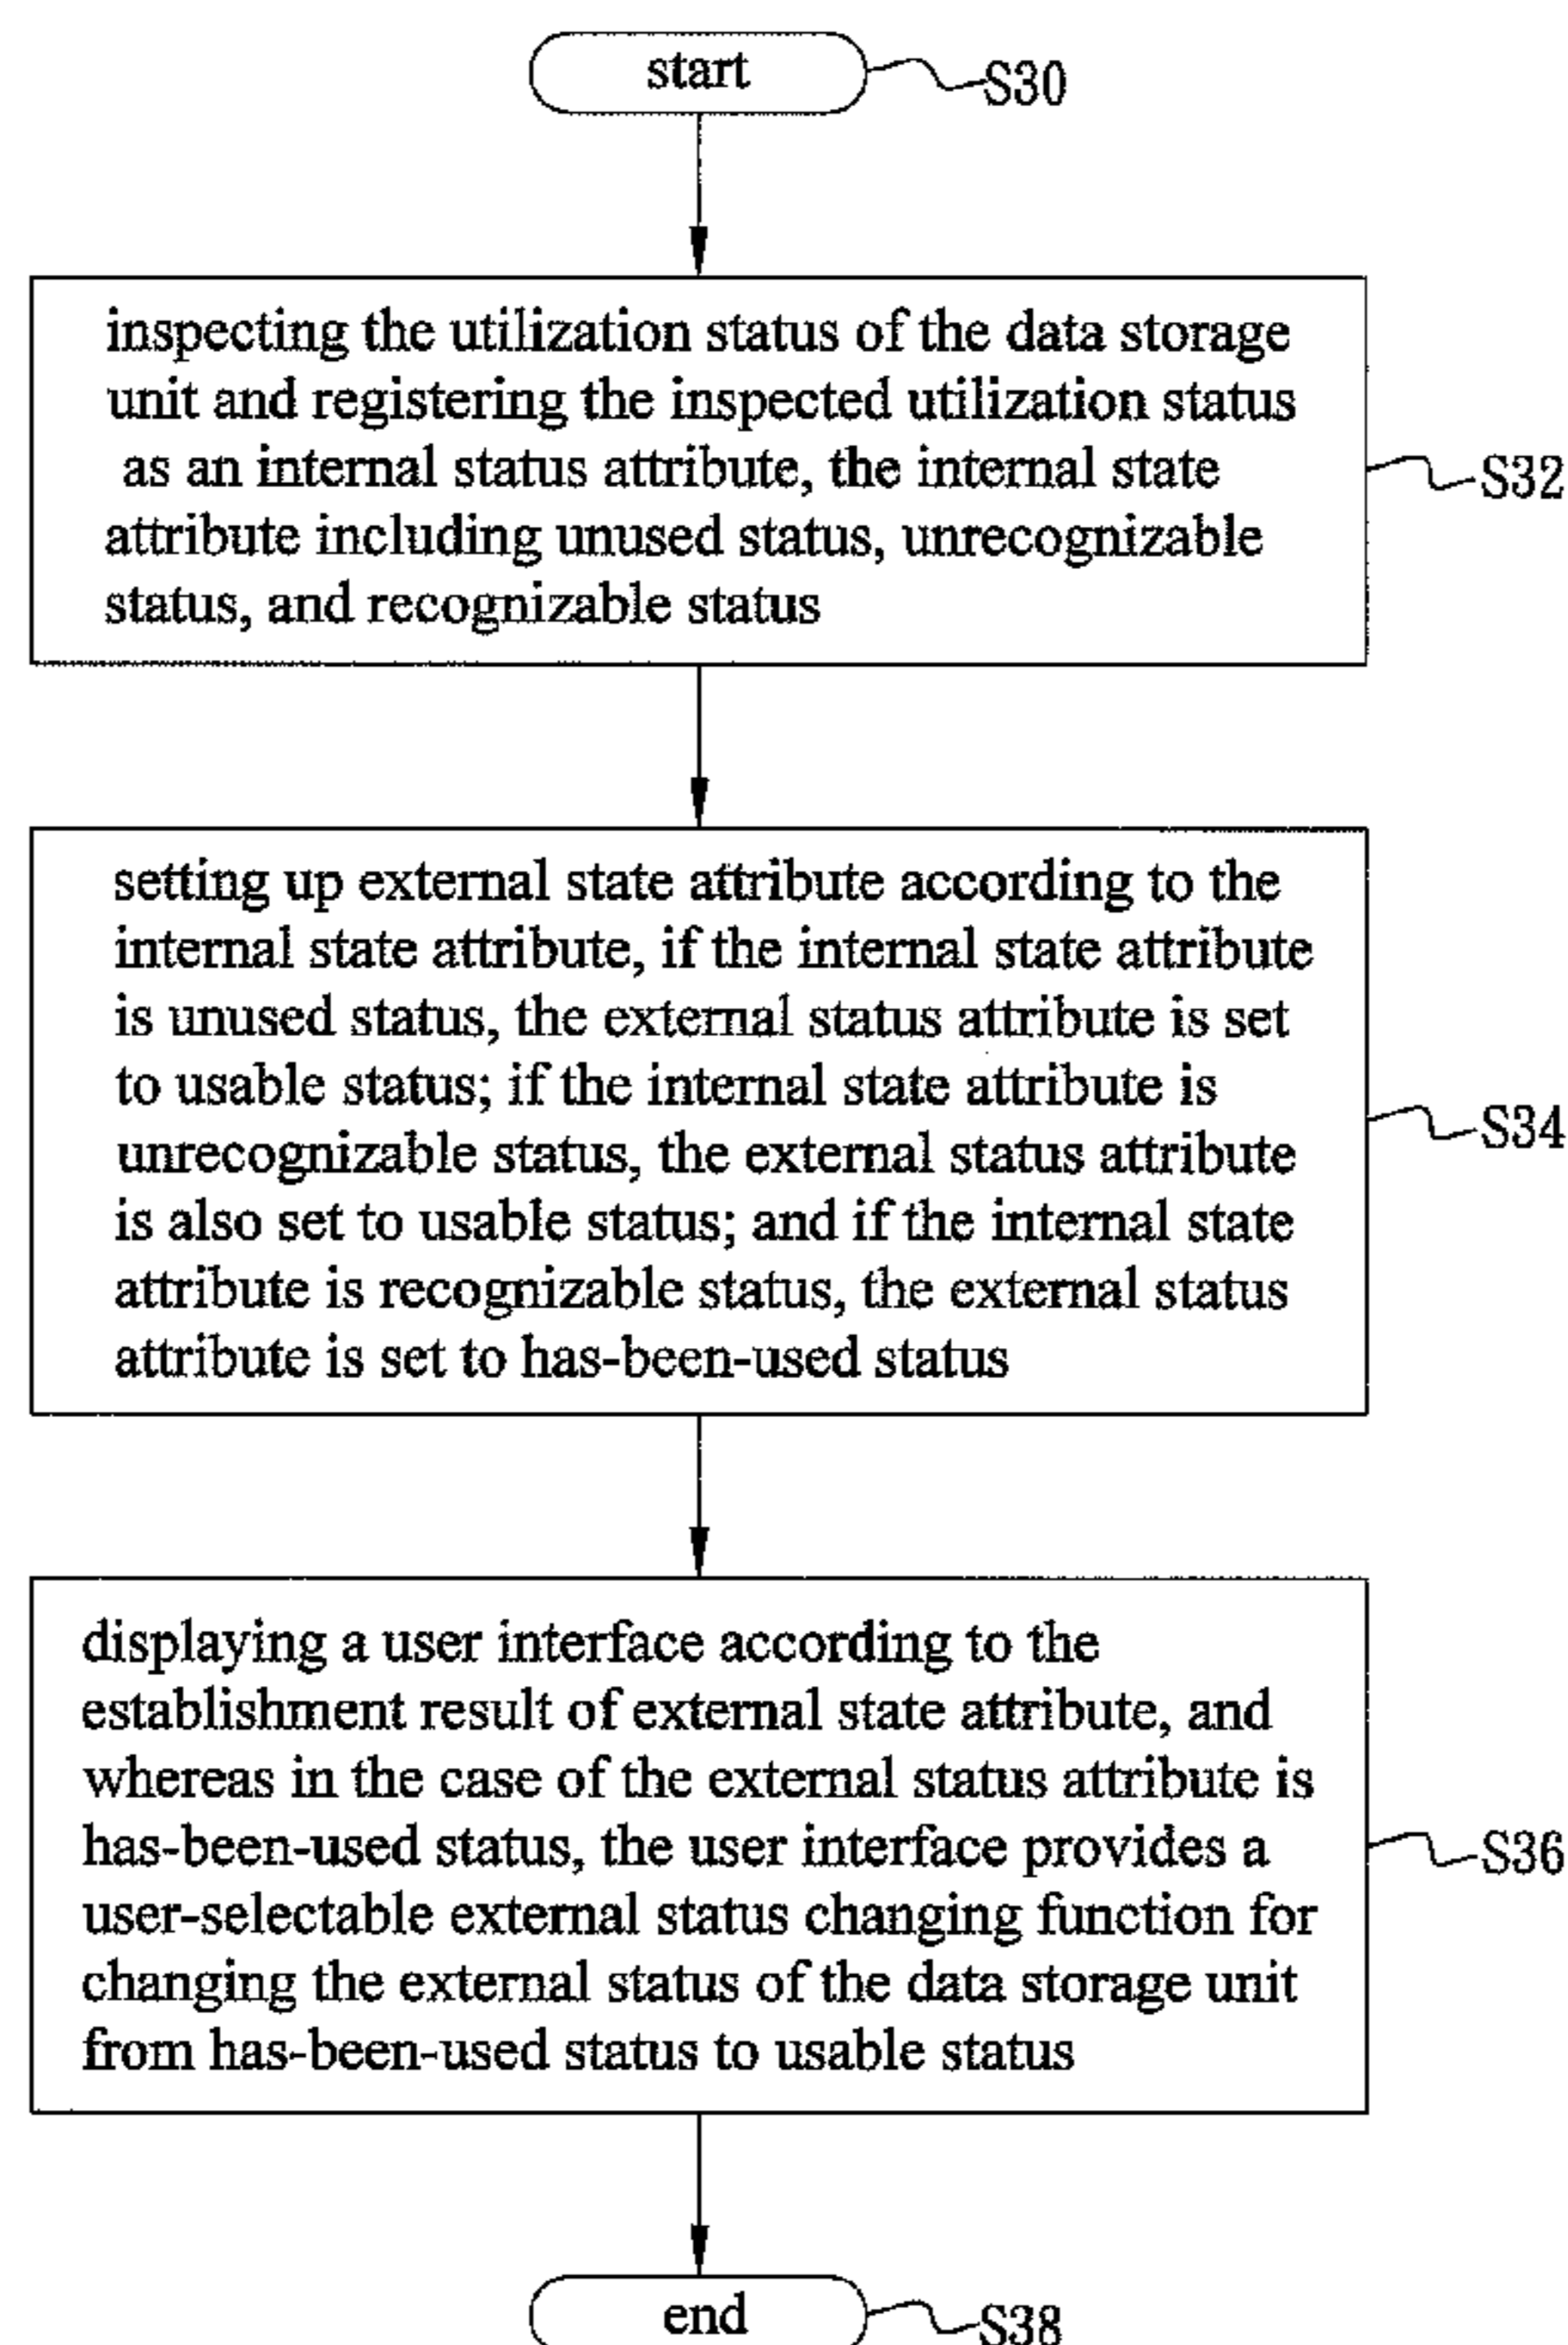 start
S30
inspecting the utilization status of the data storage
unit and registering the inspected utilization status
as an internal status attribute, the internal state
attribute including unused status, unrecognizable
status, and recognizable status
S32
setting up external state attribute according to the
internal state attribute, if the internal state attribute
is unused status, the external status attribute is set
to usable status; if the internal state attribute is
unrecognizable status, the external status attribute
is also set to usable status; and if the internal state
attribute is recognizable status, the external status
attribute is set to has-been-used status
S34
displaying a user interface according to the
establishment result of external state attribute, and
whereas in the case of the external status attribute is
has-been-used status, the user interface provides a
user-selectable external status changing function for
changing the external status of the data storage unit
from has-been-used status to usable status
S36
end
S38